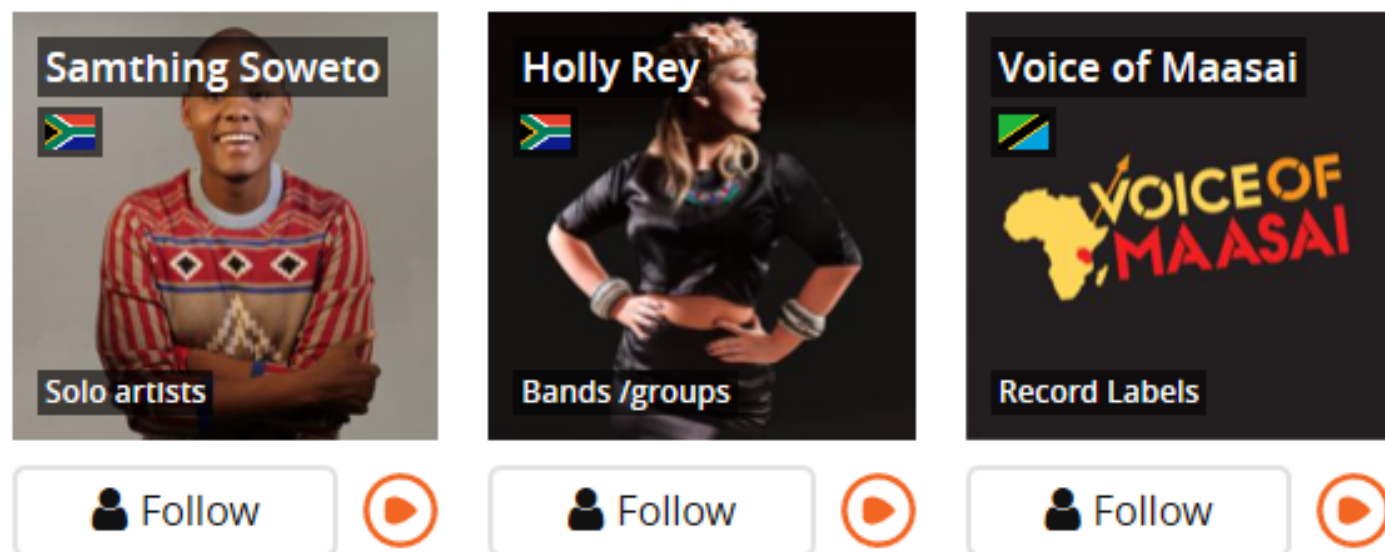 Samthing Soweto
Solo artists
Follow
Holly Rey
Bands /groups
Follow
Voice of Maasai
VOICE OF
MAASAI
Record Labels
Follow